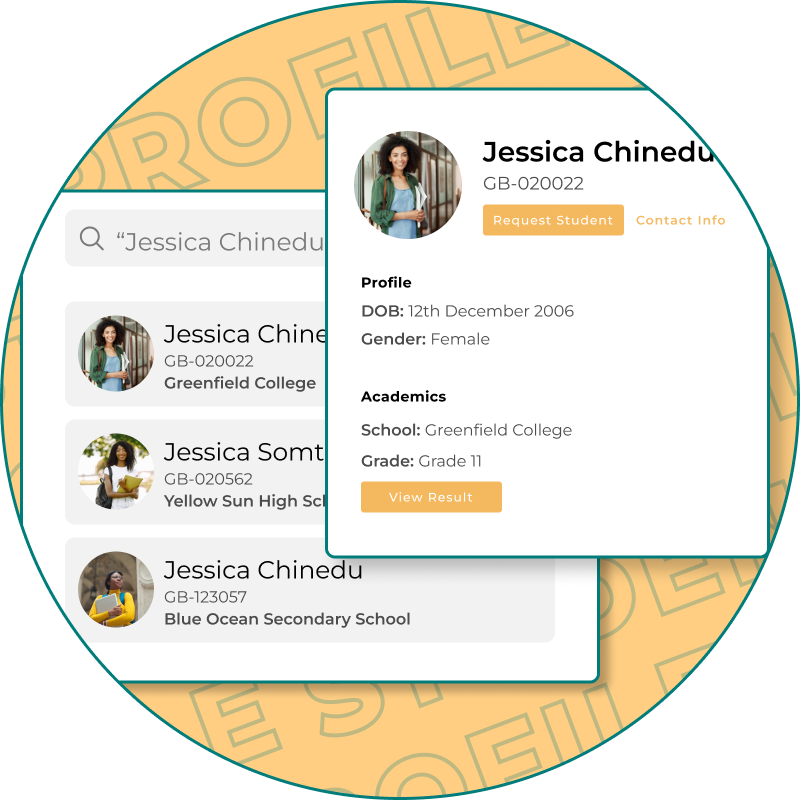 PROFILE
"Jessica Chinedu
Jessica Chine
GB-020022
Greenfield College
Jessica Somt
GB-020562
Yellow Sun High Sch
Jessica Chinedu
GB-123057
Blue Ocean Secondary School
Jessica Chinedu
GB-020022
Request Student
Contact Info
Profile
DOB: 12th December 2006
Gender: Female
Academics
School: Greenfield College
Grade: Grade 11
View Result